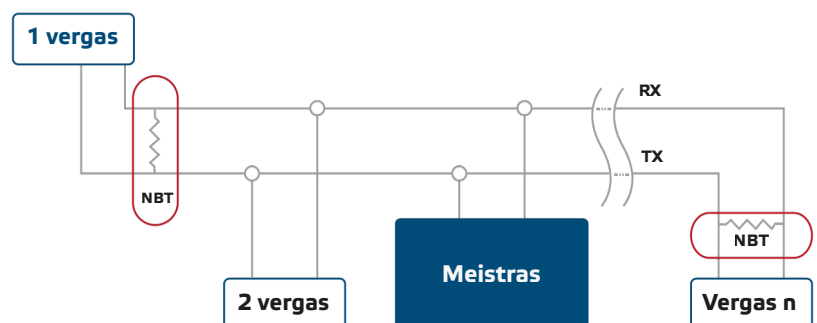 1 vergas
RX
TX
NBT
NBT
2 vergas
Meistras
Vergas n